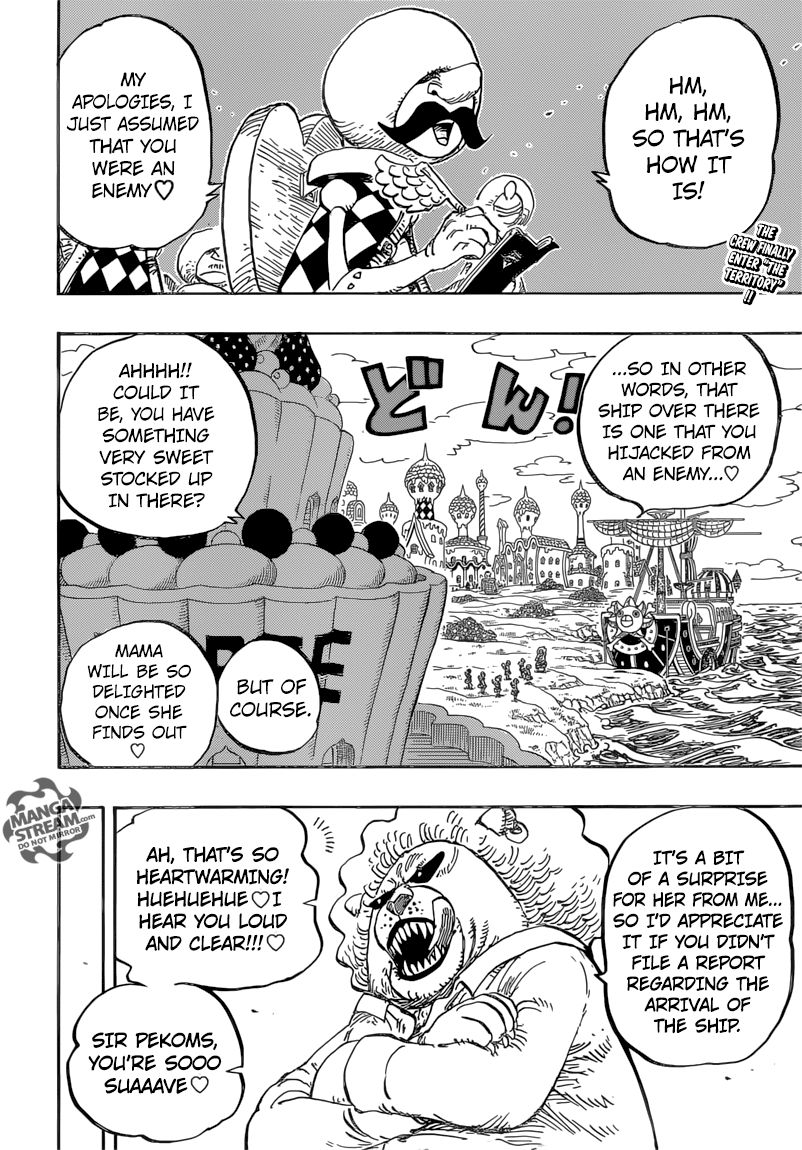 HM,
HM, HM,
SO THAT'S
HOW IT
IS!
MY
APOLOGIES, I
JUST ASSUMED
THAT YOU
WERE AN
ENEMY♡
THE
CREW FINALLY
ENTER "THE
TERRITORY"
!!
...SO IN OTHER
WORDS, THAT
SHIP OVER THERE
IS ONE THAT YOU
HIJACKED FROM
AN ENEMY...♡
どん!
AHHHH!!
COULD IT
BE, YOU HAVE
SOMETHING
VERY SWEET
STOCKED UP
IN THERE?
BUT OF
COURSE.
MAMA
WILL BE SO
DELIGHTED
ONCE SHE
FINDS OUT
♡
IT'S A BIT
OF A SURPRISE
FOR HER FROM ME...
SO I'D APPRECIATE
IT IF YOU DIDN'T
FILE A REPORT
REGARDING THE
ARRIVAL OF
THE SHIP.
AH, THAT'S SO
HEARTWARMING!
HUEHUEHUE♡I
HEAR YOU LOUD
AND CLEAR!!!♡
SIR PEKOMS,
YOU'RE SOOO
SUAAAVE♡
MANGA
STREAM.com
DO NOT MIRROR